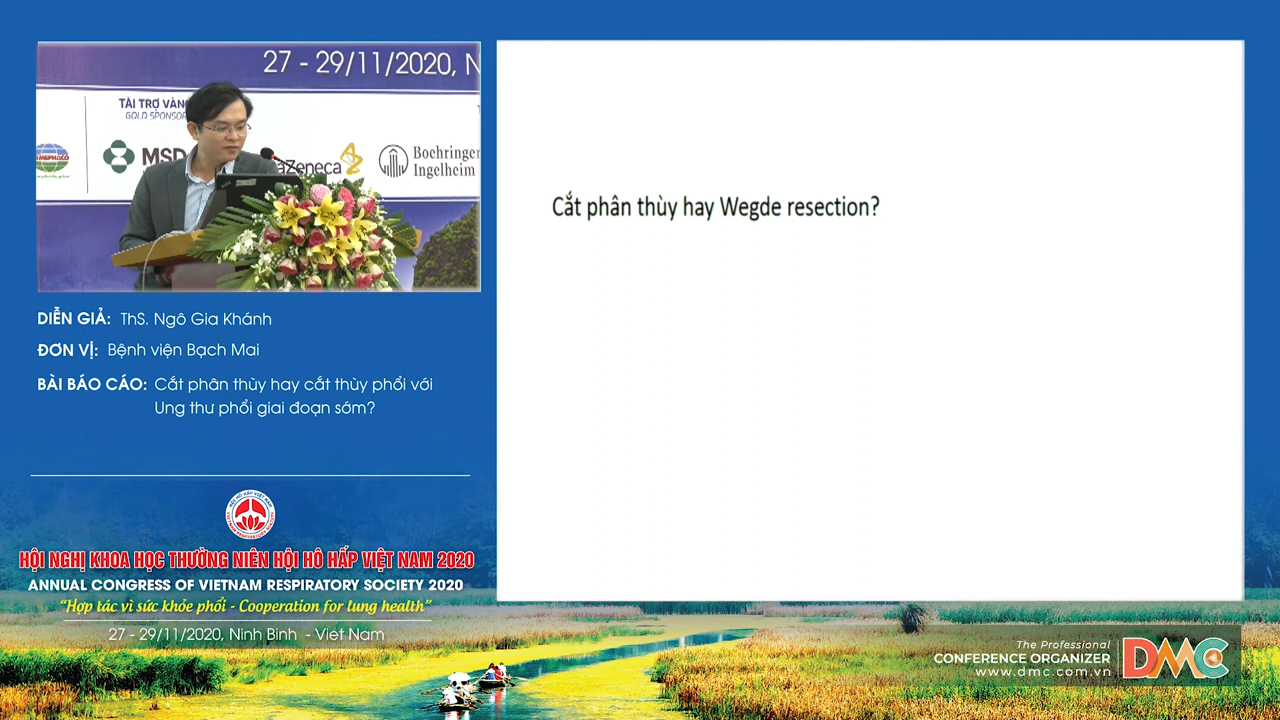 27 - 29/11/2020, N
TÀI TRỢ VÀNG
GOLD SPONSOR
MSD
aZeneca
Boehringer
Ingelheim
Cắt phân thùy hay Wegde resection?
DIỄN GIẢ: ThS. Ngô Gia Khánh
ĐƠN VỊ: Bệnh viện Bạch Mai
BÀI BÁO CÁO: Cắt phân thùy hay cắt thùy phổi với
Ung thư phổi giai đoạn sớm?
HỘI NGHỊ KHOA HỌC THƯỜNG NIÊN HỘI HÔ HẤP VIỆT NAM 2020
ANNUAL CONGRESS OF VIETNAM RESPIRATORY SOCIETY 2020
“Hợp tác vì sức khỏe phổi - Cooperation for lung health”
27 - 29/11/2020, Ninh Bình - Viet Nam
The Professional
CONFERENCE ORGANIZER
www.dmc.com.vn
DMC